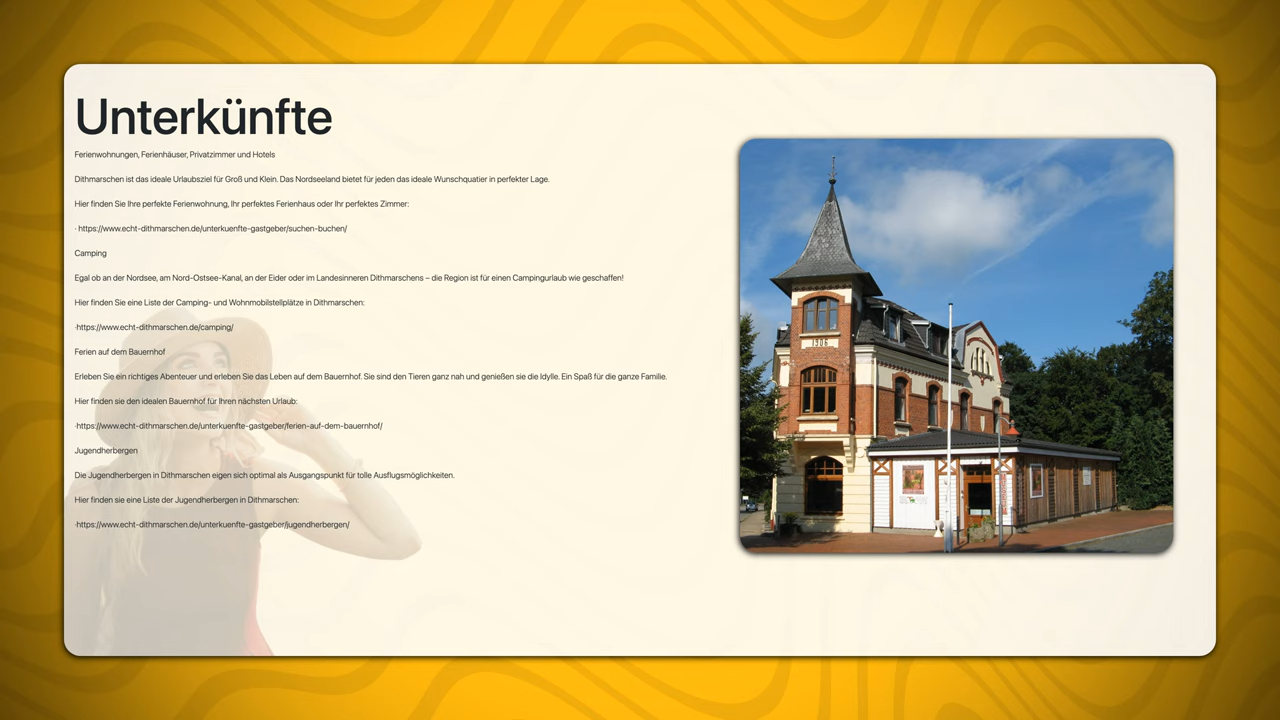 Unterkünfte
Ferienwohnungen, Ferienhäuser, Privatzimmer und Hotels
Dithmarschen ist das ideale Urlaubsziel für Groß und Klein. Das Nordseeland bietet für jeden das ideale Wunschquatier in perfekter Lage.
Hier finden Sie Ihre perfekte Ferienwohnung, Ihr perfektes Ferienhaus oder Ihr perfektes Zimmer:
· https://www.echt-dithmarschen.de/unterkuenfte-gastgeber/suchen-buchen/
Camping
Egal ob an der Nordsee, am Nord-Ostsee-Kanal, an der Eider oder im Landesinneren Dithmarschens – die Region ist für einen Campingurlaub wie geschaffen!
Hier finden Sie eine Liste der Camping- und Wohnmobilstellplätze in Dithmarschen:
·https://www.echt-dithmarschen.de/camping/
Ferien auf dem Bauernhof
Erleben Sie ein richtiges Abenteuer und erleben Sie das Leben auf dem Bauernhof. Sie sind den Tieren ganz nah und genießen sie die Idylle. Ein Spaß für die ganze Familie.
Hier finden sie den idealen Bauernhof für Ihren nächsten Urlaub:
·https://www.echt-dithmarschen.de/unterkuenfte-gastgeber/ferien-auf-dem-bauernhof/
Jugendherbergen
Die Jugendherbergen in Dithmarschen eigen sich optimal als Ausgangspunkt für tolle Ausflugsmöglichkeiten.
Hier finden sie eine Liste der Jugendherbergen in Dithmarschen:
·https://www.echt-dithmarschen.de/unterkuenfte-gastgeber/jugendherbergen/
1906